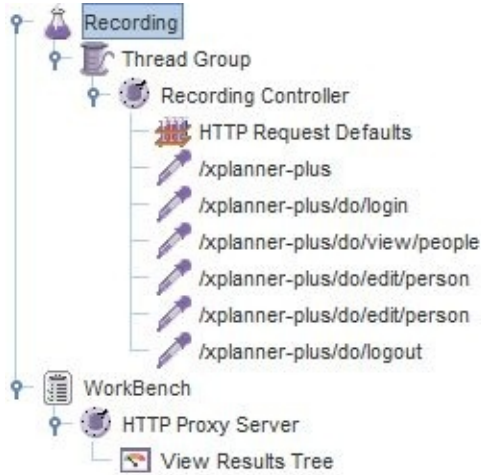 Recording
Thread Group
Recording Controller
HTTP Request Defaults
/xplanner-plus
/xplanner-plus/do/login
/xplanner-plus/do/view/people
/xplanner-plus/do/edit/person
/xplanner-plus/do/edit/person
/xplanner-plus/do/logout
WorkBench
HTTP Proxy Server
View Results Tree